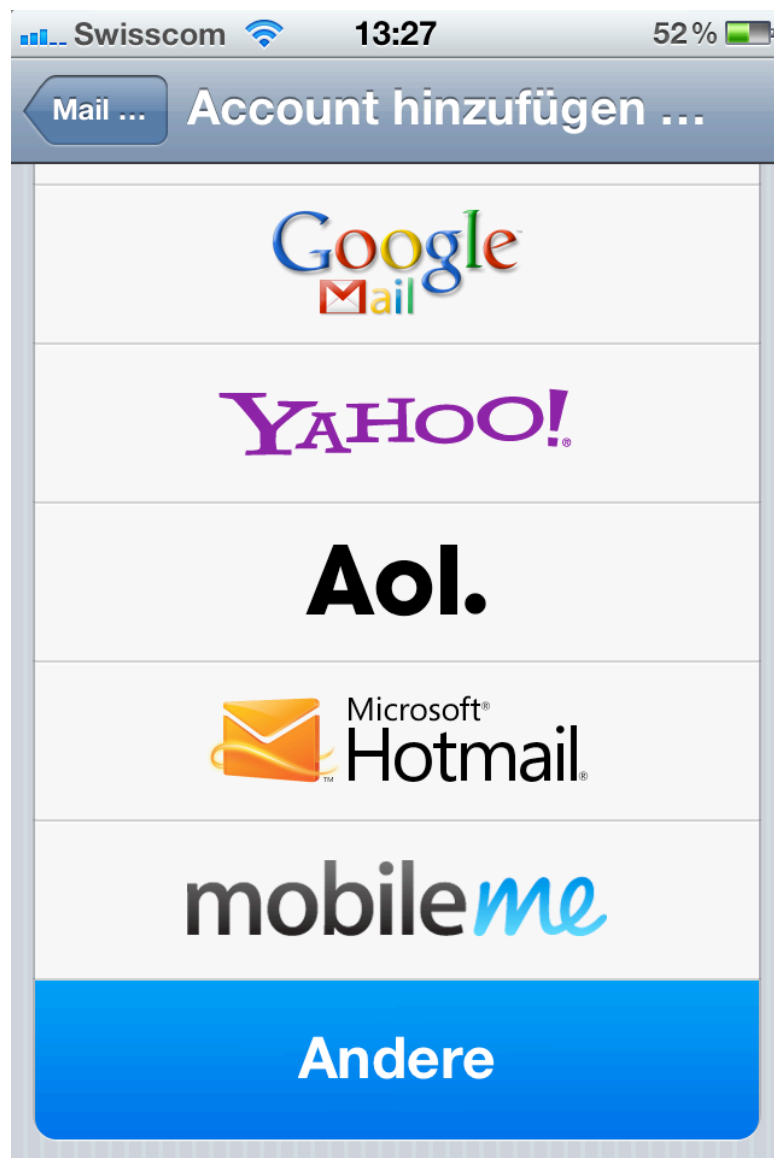 Swisscom 13:27 52 %
Mail ... Account hinzufügen ...
Google
Mail
YAHOO!
Aol.
Microsoft®
Hotmail®
mobileme
Andere